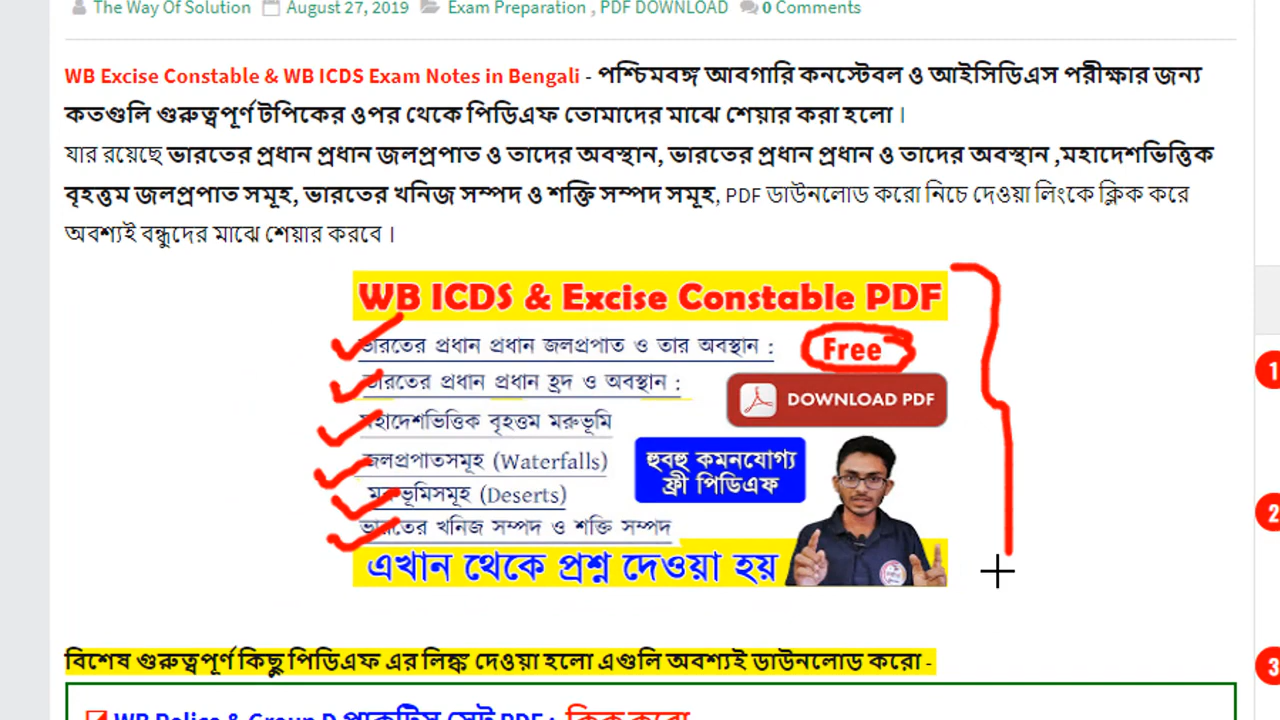 The Way Of Solution August 27, 2019 Exam Preparation , PDF DOWNLOAD 0 Comments
WB Excise Constable & WB ICDS Exam Notes in Bengali - পশ্চিমবঙ্গ আবগারি কনস্টেবল ও আইসিডিএস পরীক্ষার জন্য
কতগুলি গুরুত্বপূর্ণ টপিকের ওপর থেকে পিডিএফ তোমাদের মাঝে শেয়ার করা হলো ।
যার রয়েছে ভারতের প্রধান প্রধান জলপ্রপাত ও তাদের অবস্থান, ভারতের প্রধান প্রধান ও তাদের অবস্থান ,মহাদেশভিত্তিক
বৃহত্তম জলপ্রপাত সমূহ, ভারতের খনিজ সম্পদ ও শক্তি সম্পদ সমূহ, PDF ডাউনলোড করো নিচে দেওয়া লিংকে ক্লিক করে
অবশ্যই বন্ধুদের মাঝে শেয়ার করবে ।
WB ICDS & Excise Constable PDF
ভারতের প্রধান প্রধান জলপ্রপাত ও তার অবস্থান :
Free
ভারতের প্রধান প্রধান হ্রদ ও অবস্থান :
DOWNLOAD PDF
মহাদেশভিত্তিক বৃহত্তম মরুভূমি
জলপ্রপাতসমূহ (Waterfalls)
হুবহু কমনযোগ্য
ফ্রী পিডিএফ
মরুভূমিসমূহ (Deserts)
ভারতের খনিজ সম্পদ ও শক্তি সম্পদ
এখান থেকে প্রশ্ন দেওয়া হয়
1
2
3
বিশেষ গুরুত্বপূর্ণ কিছু পিডিএফ এর লিঙ্ক দেওয়া হলো এগুলি অবশ্যই ডাউনলোড করো -
WB Police & Group D প্র্যাকটিস সেট PDF : ক্লিক করো